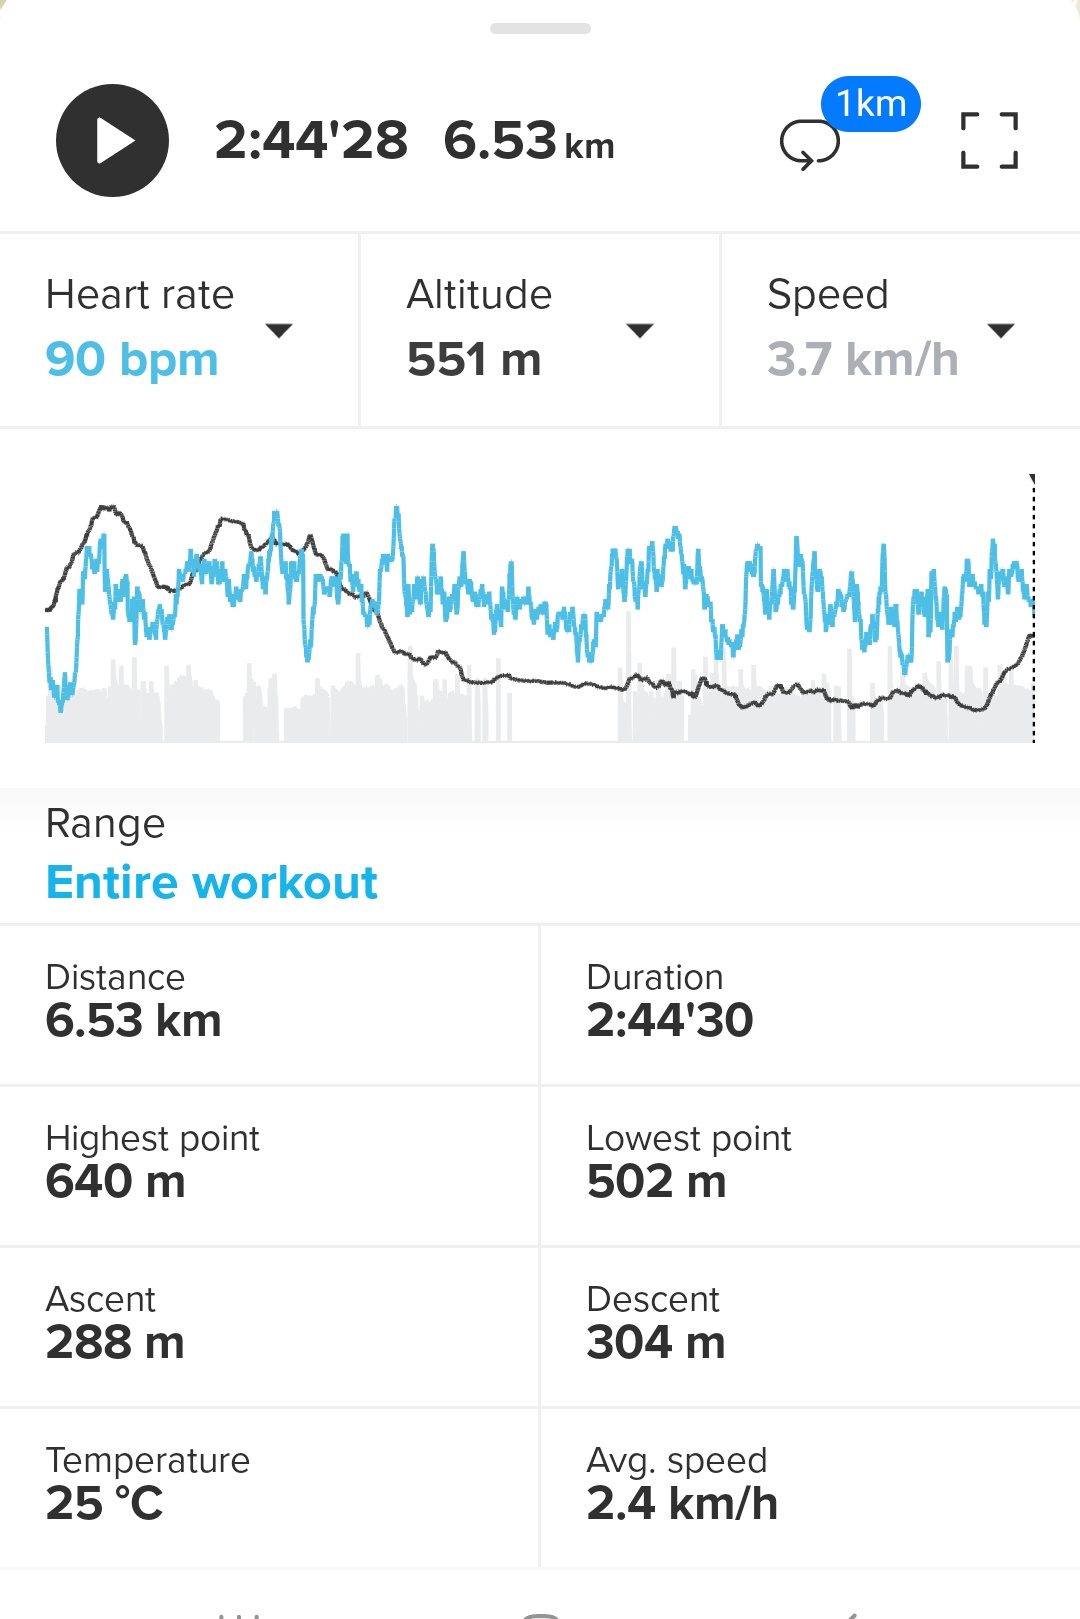 1km
2:44'28 6.53 km
Heart rate Altitude Speed
90 bpm 551 m 3.7 km/h
Range
Entire workout
Distance Duration
6.53 km 2:44'30
Highest point Lowest point
640 m 502 m
Ascent Descent
288 m 304 m
Temperature Avg. speed
25 °C 2.4 km/h